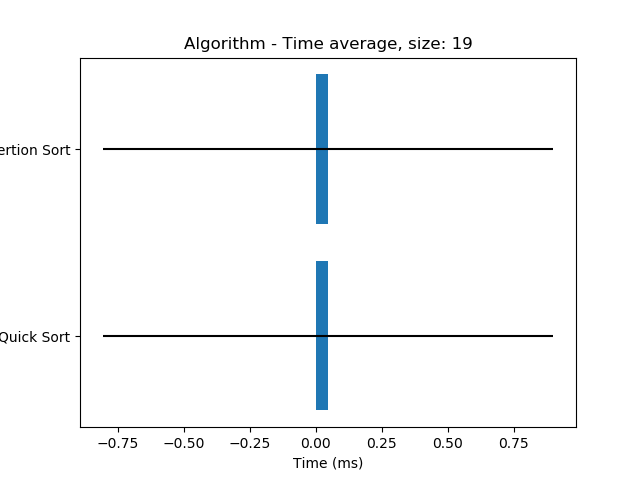 Algorithm - Time average, size: 19
ertion Sort
Quick Sort
−0.75 −0.50 −0.25 0.00 0.25 0.50 0.75
Time (ms)